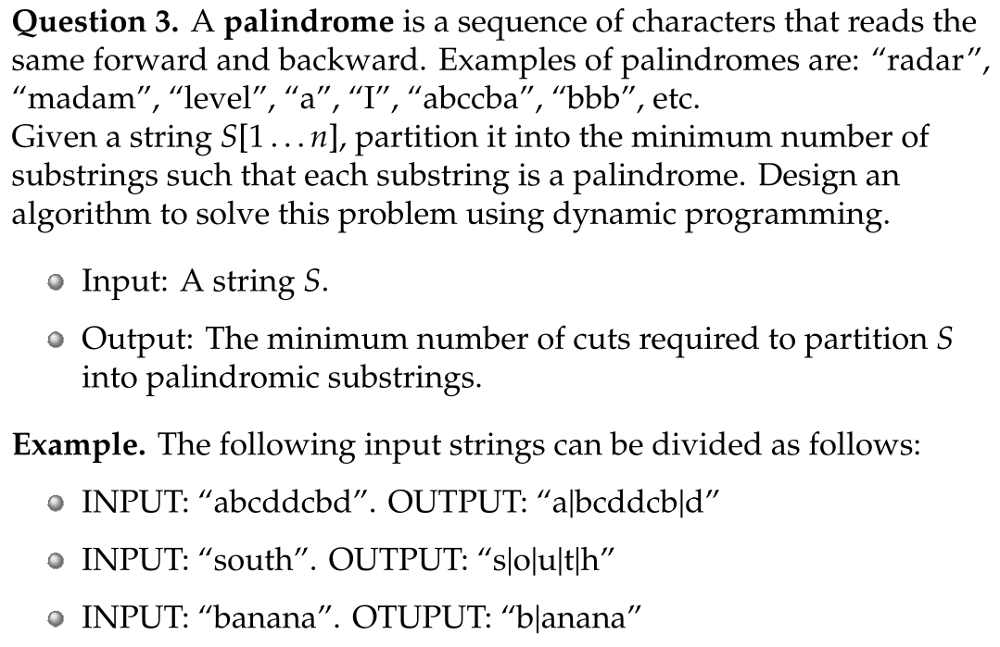 Question 3. A palindrome is a sequence of characters that reads the
same forward and backward. Examples of palindromes are: “radar”,
“madam”, “level”, “a”, “I”, “abccba”, “bbb”, etc.
Given a string S[1 … n], partition it into the minimum number of
substrings such that each substring is a palindrome. Design an
algorithm to solve this problem using dynamic programming.
Input: A string S.
Output: The minimum number of cuts required to partition S
into palindromic substrings.
Example. The following input strings can be divided as follows:
INPUT: “abcddcbd”. OUTPUT: “a|bcddcb|d”
INPUT: “south”. OUTPUT: “s|o|u|t|h”
INPUT: “banana”. OTUPUT: “b|anana”